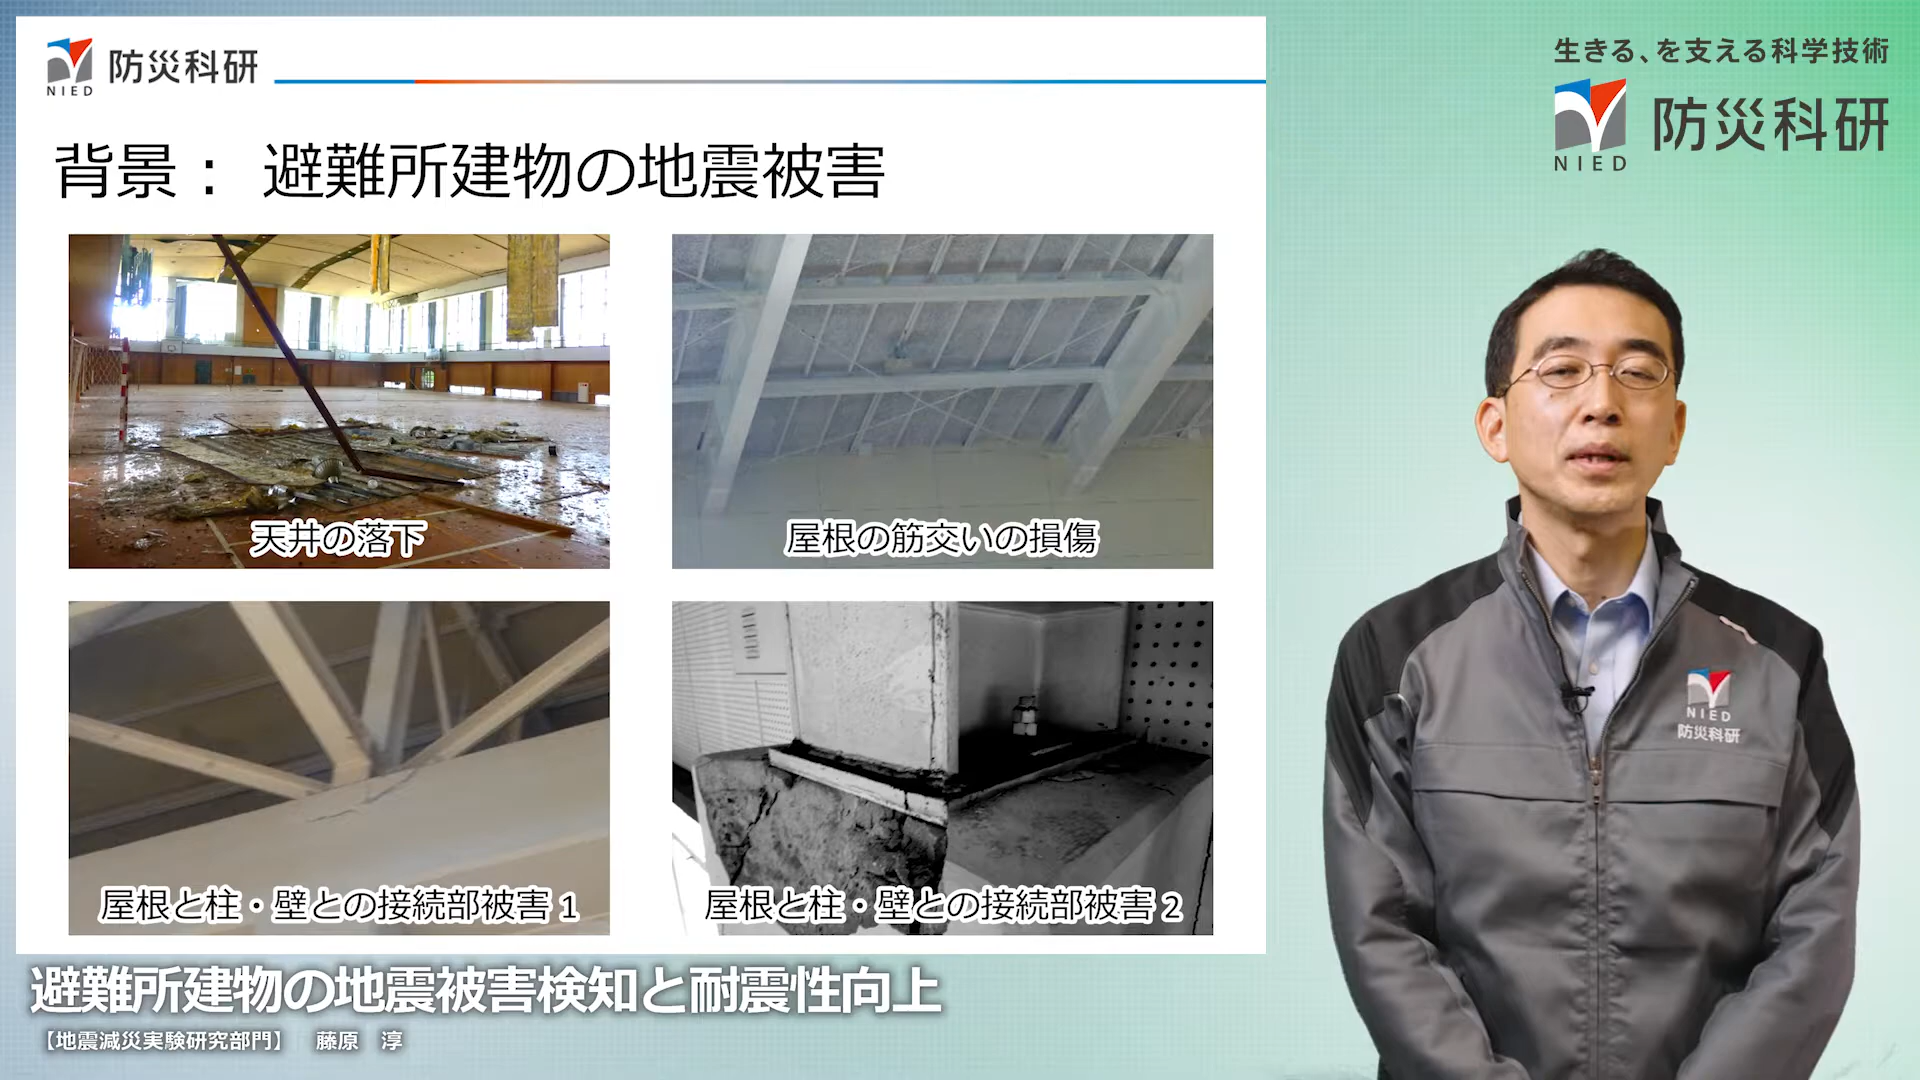 NIED 防災科研
背景： 避難所建物の地震被害
天井の落下
屋根の筋交いの損傷
屋根と柱・壁との接続部被害 1
屋根と柱・壁との接続部被害 2
生きる、を支える科学技術
NIED 防災科研
NIED
防災科研
避難所建物の地震被害検知と耐震性向上
【地震減災実験研究部門】 藤原 淳